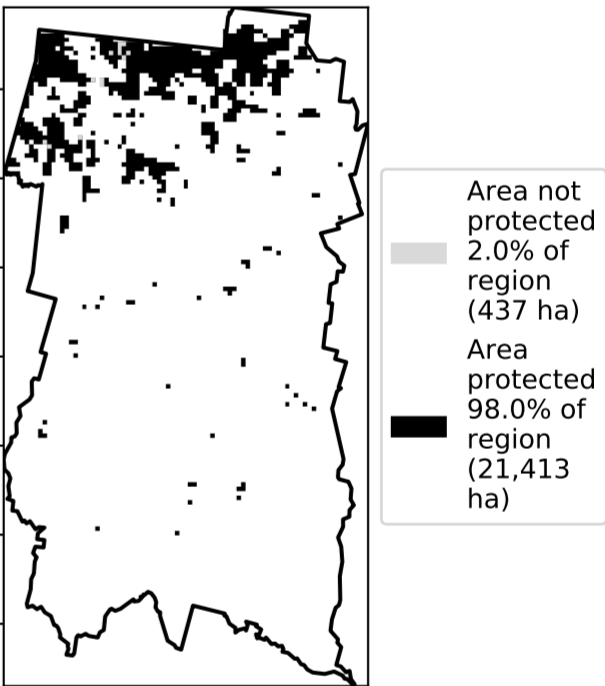 Area not
protected
2.0% of
region
(437 ha)
Area
protected
98.0% of
region
(21,413
ha)